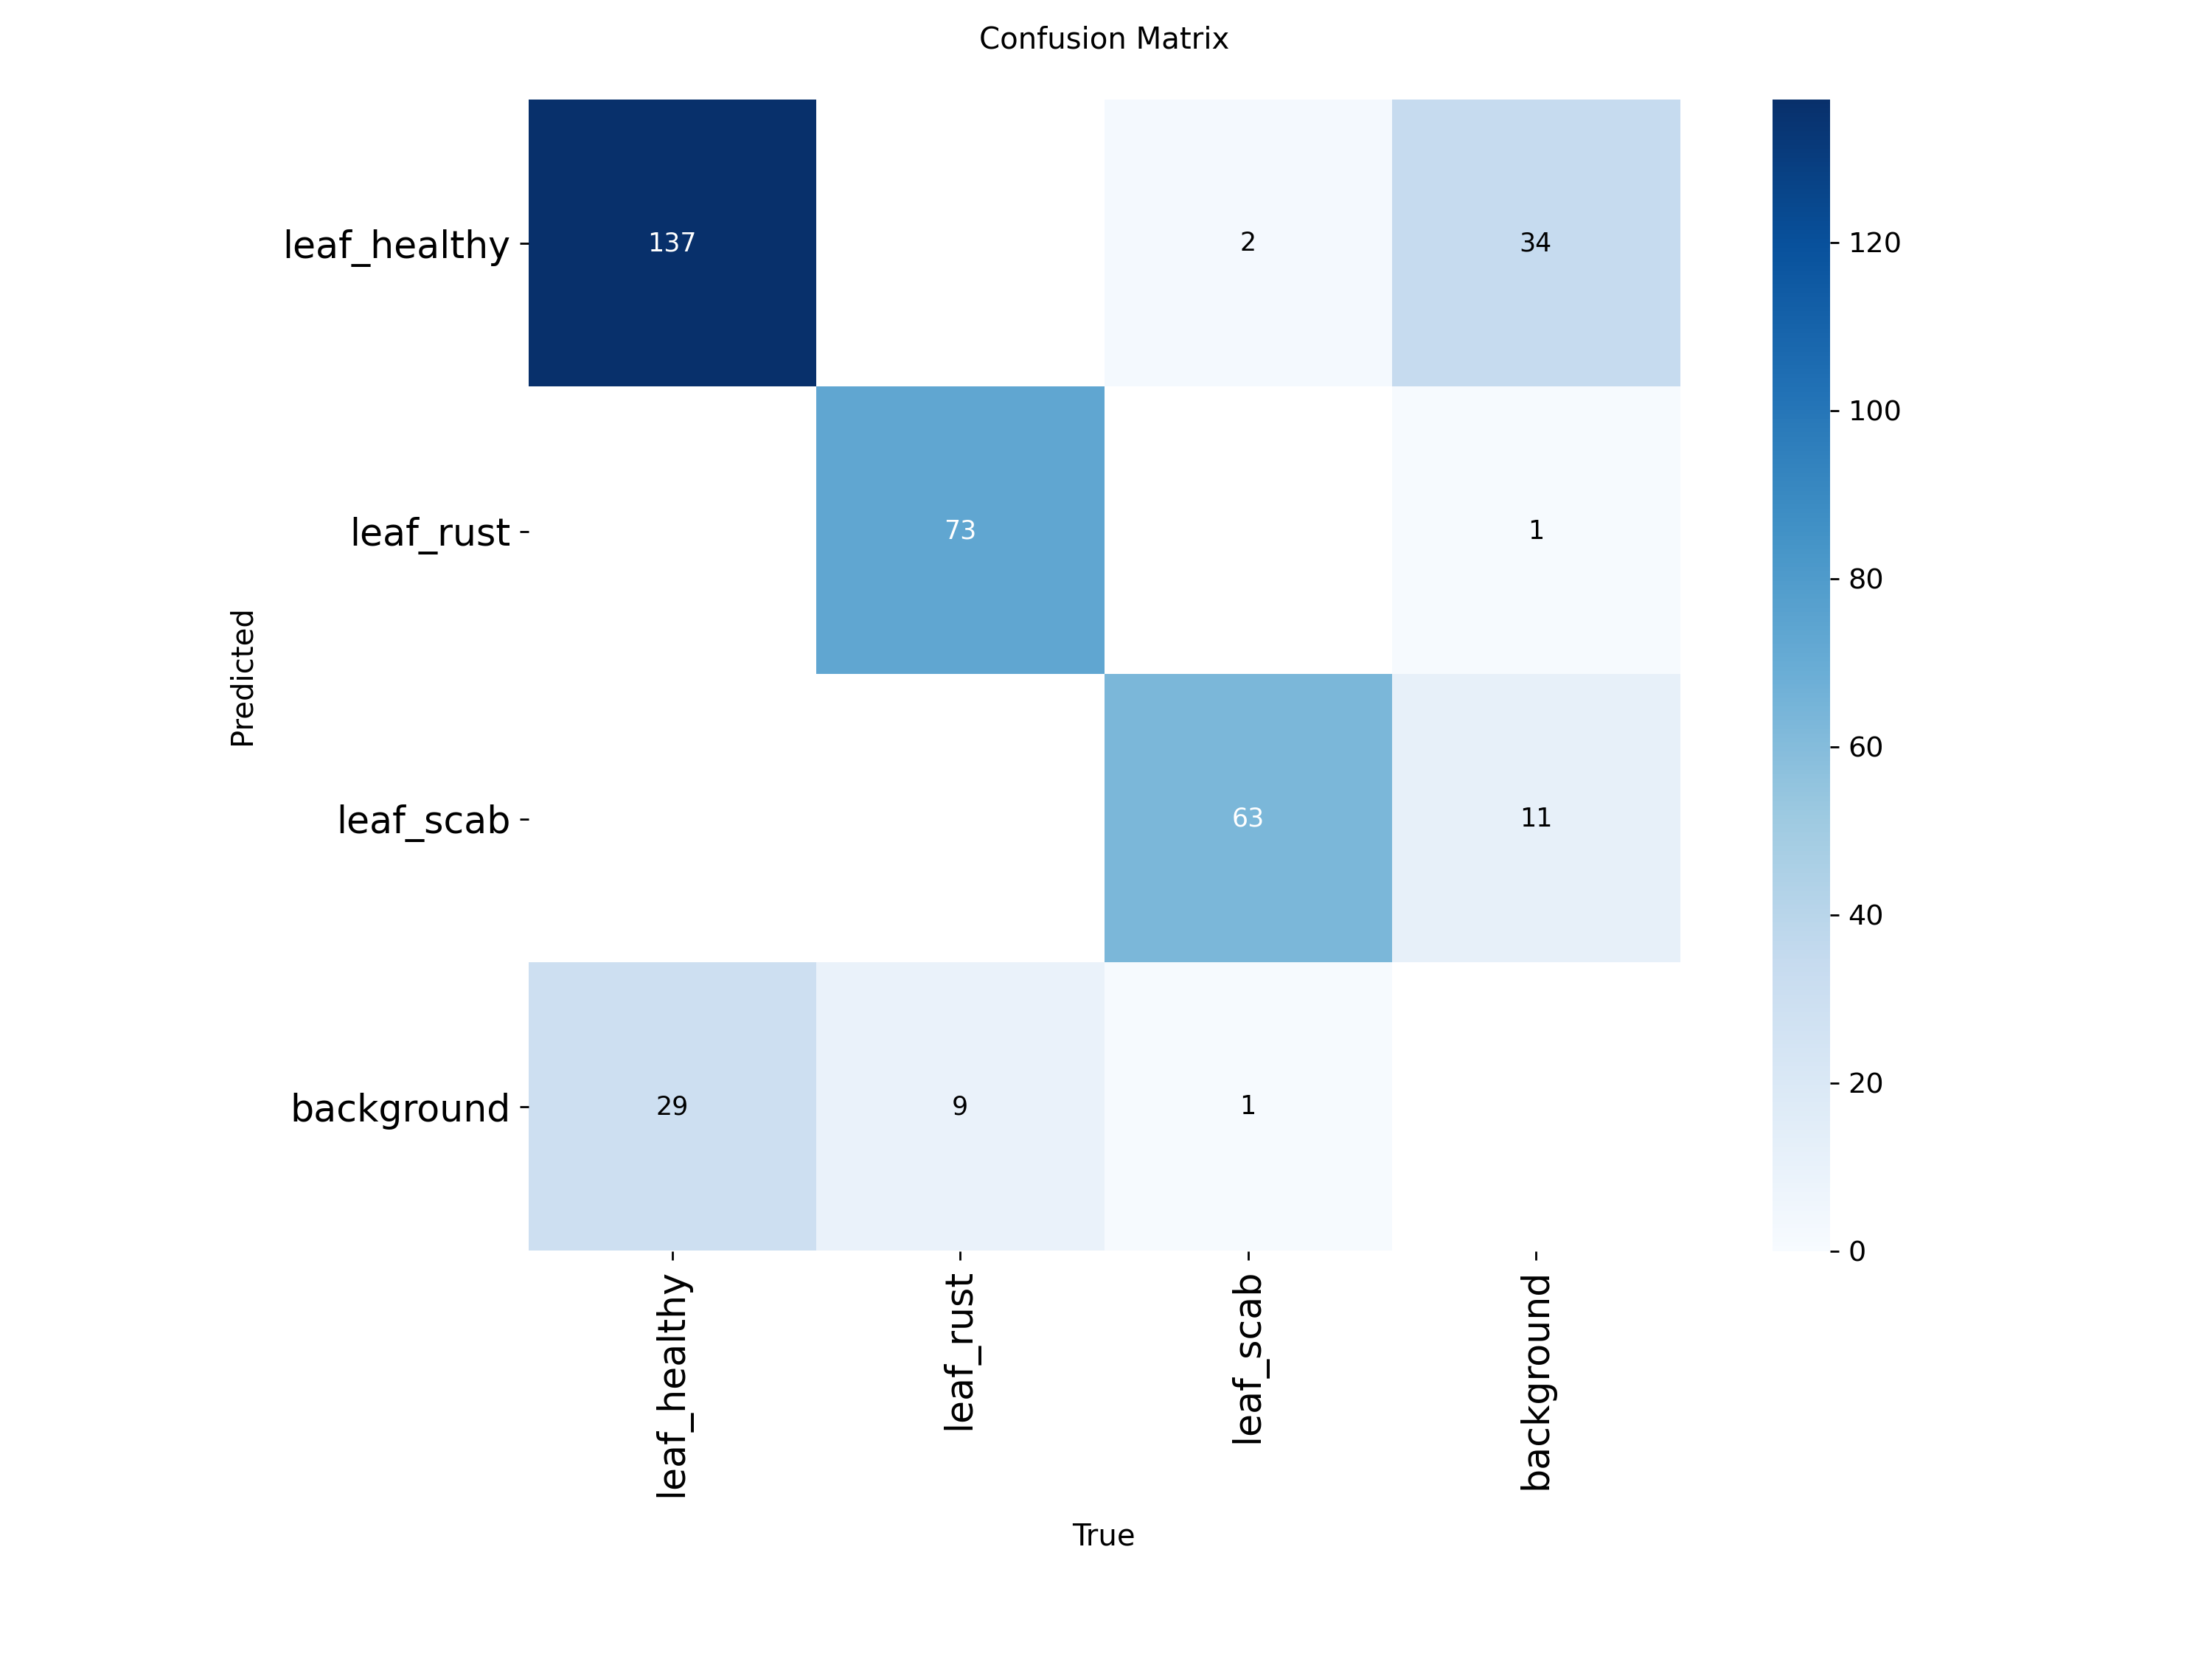 Confusion Matrix
leaf_healthy
137
2
34
leaf_rust
73
1
leaf_scab
63
11
background
29
9
1
Predicted
leaf_healthy
leaf_rust
leaf_scab
background
True
120
100
80
60
40
20
0